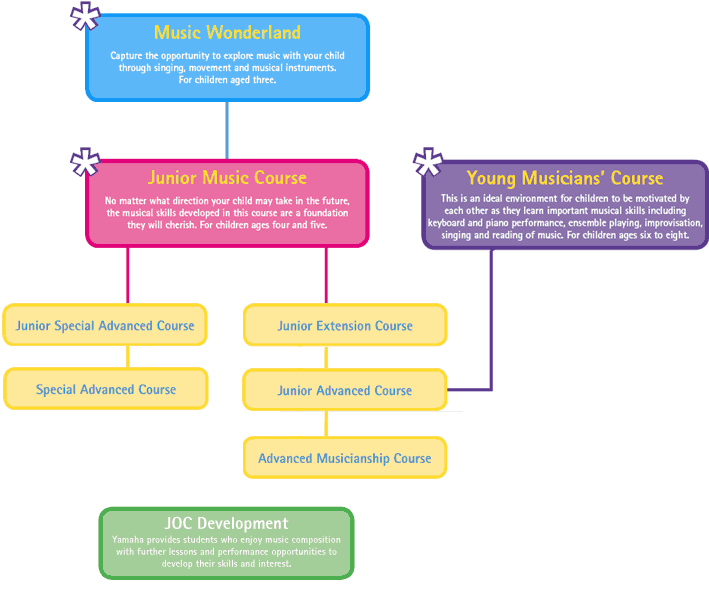 Music Wonderland
Capture the opportunity to explore music with your child
through singing, movement and musical instruments.
For children aged three.
Junior Music Course
No matter what direction your child may take in the future,
the musical skills developed in this course are a foundation
they will cherish. For children ages four and five.
Young Musicians' Course
This is an ideal environment for children to be motivated by
each other as they learn important musical skills including
keyboard and piano performance, ensemble playing, improvisation,
singing and reading of music. For children ages six to eight.
Junior Special Advanced Course
Junior Extension Course
Special Advanced Course
Junior Advanced Course
Advanced Musicianship Course
JOC Development
Yamaha provides students who enjoy music composition
with further lessons and performance opportunities to
develop their skills and interest.